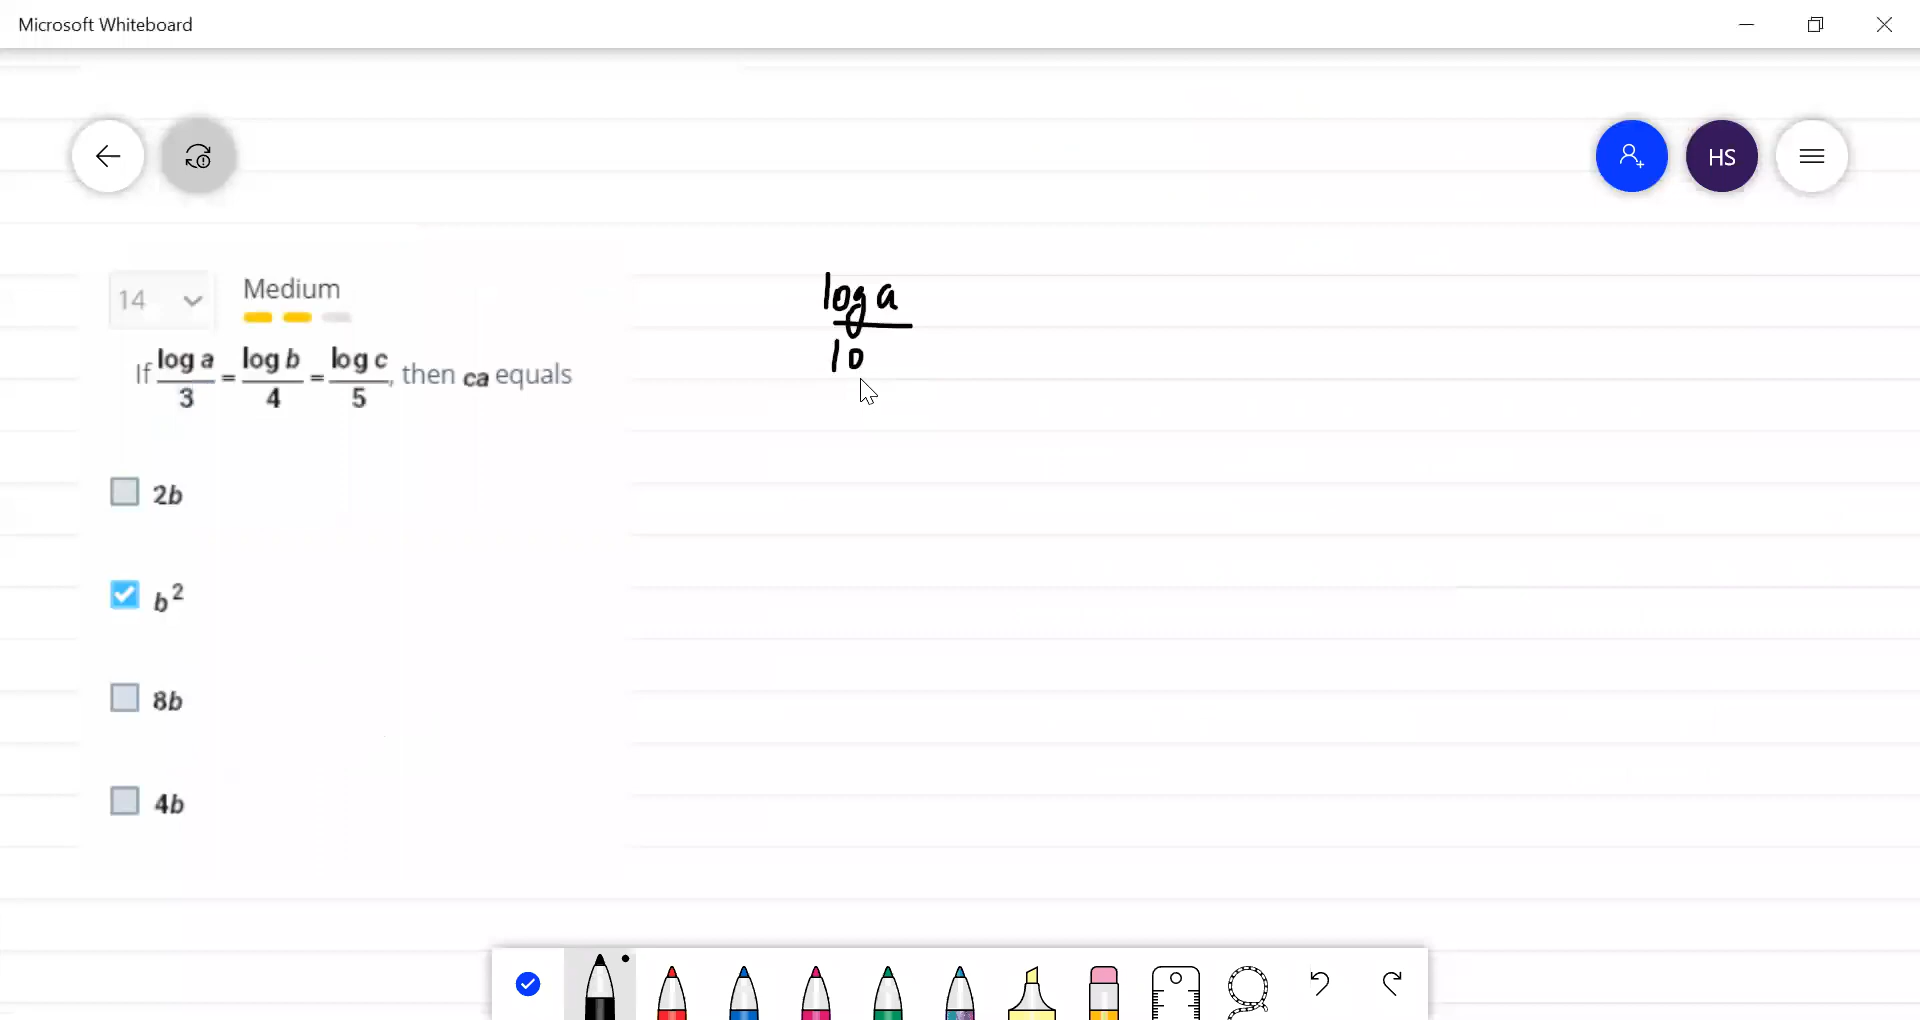 Microsoft Whiteboard
HS
14 Medium
If log a/3 = log b/4 = log c/5, then ca equals
2b
b²
8b
4b
log a
10